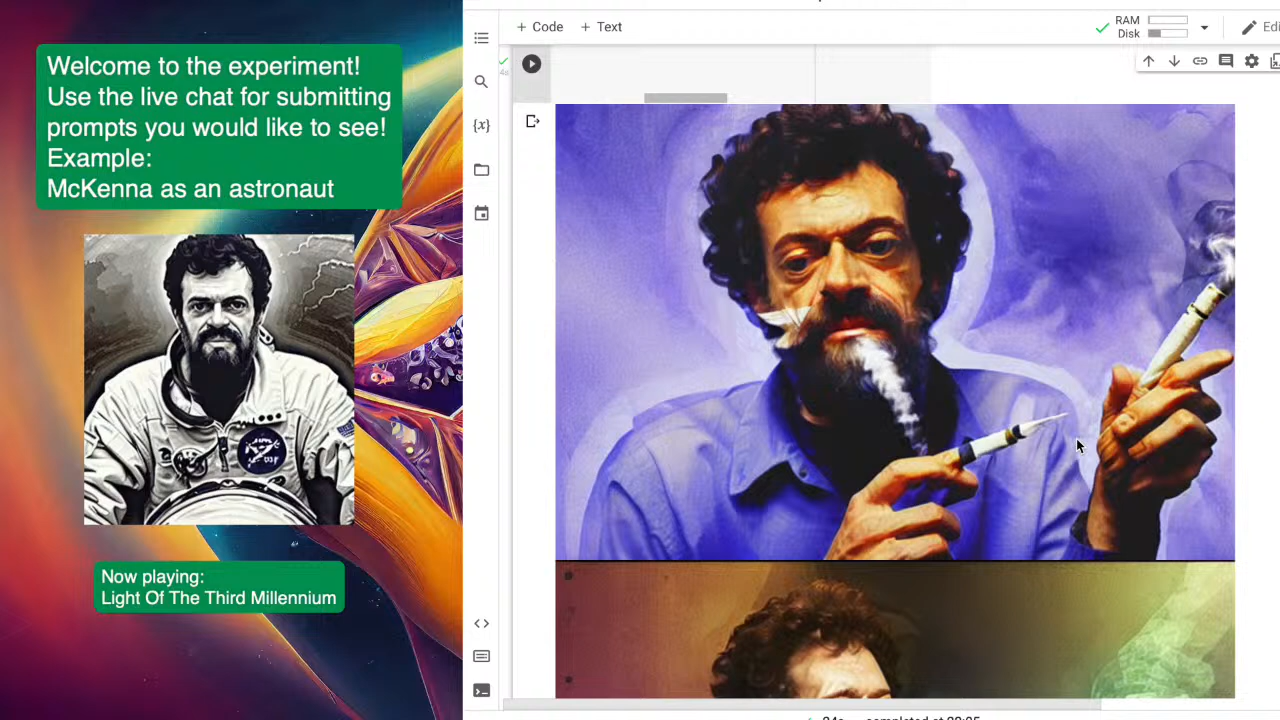 Welcome to the experiment!
Use the live chat for submitting
prompts you would like to see!
Example:
McKenna as an astronaut
Now playing:
Light Of The Third Millennium
+ Code + Text
RAM
Disk
Edi
{x}